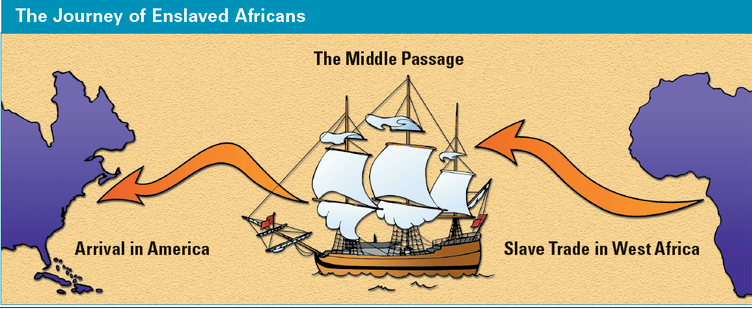 The Journey of Enslaved Africans
The Middle Passage
Arrival in America
Slave Trade in West Africa